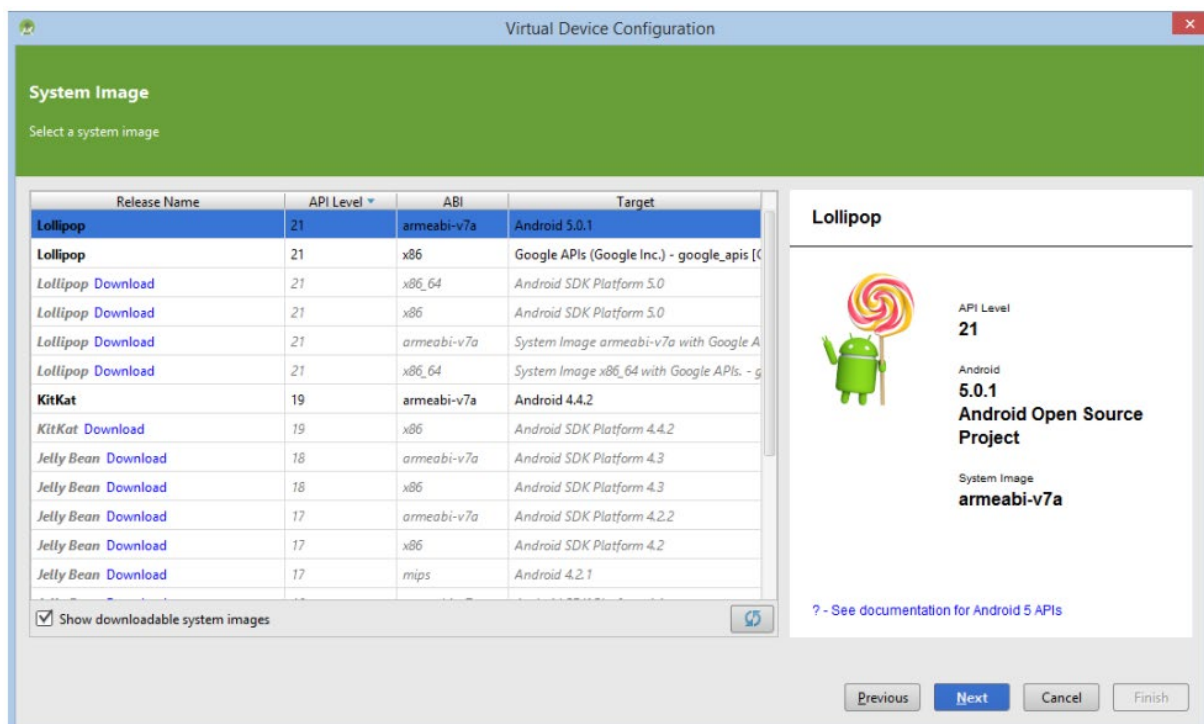 Virtual Device Configuration
System Image
Select a system image
Release Name API Level ABI Target
Lollipop 21 armeabi-v7a Android 5.0.1
Lollipop 21 x86 Google APIs (Google Inc.) - google_apis [
Lollipop Download 21 x86_64 Android SDK Platform 5.0
Lollipop Download 21 x86 Android SDK Platform 5.0
Lollipop Download 21 armeabi-v7a System Image armeabi-v7a with Google A
Lollipop Download 21 x86_64 System Image x86_64 with Google APIs. - g
KitKat 19 armeabi-v7a Android 4.4.2
KitKat Download 19 x86 Android SDK Platform 4.4.2
Jelly Bean Download 18 armeabi-v7a Android SDK Platform 4.3
Jelly Bean Download 18 x86 Android SDK Platform 4.3
Jelly Bean Download 17 armeabi-v7a Android SDK Platform 4.2.2
Jelly Bean Download 17 x86 Android SDK Platform 4.2
Jelly Bean Download 17 mips Android 4.2.1
Show downloadable system images
Lollipop
API Level
21
Android
5.0.1
Android Open Source
Project
System Image
armeabi-v7a
? - See documentation for Android 5 APIs
Previous Next Cancel Finish